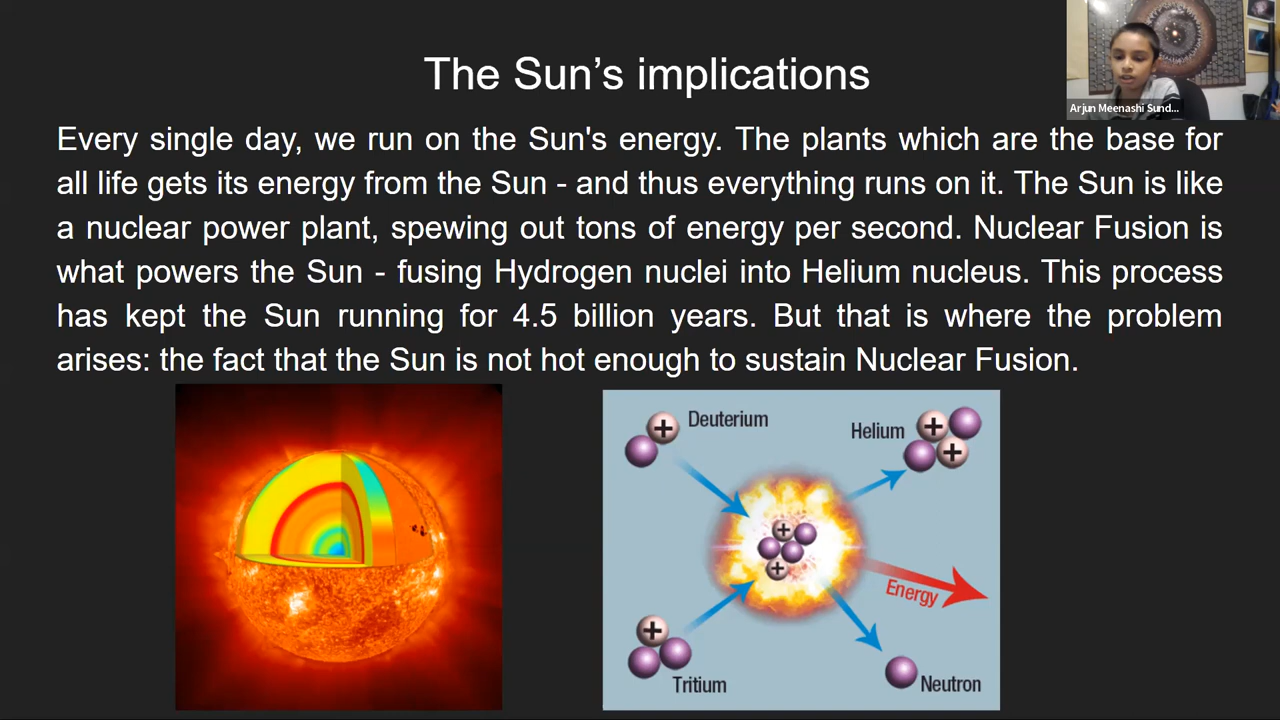 The Sun’s implications
Arjun Meenashi Sund...
Every single day, we run on the Sun's energy. The plants which are the base for
all life gets its energy from the Sun - and thus everything runs on it. The Sun is like
a nuclear power plant, spewing out tons of energy per second. Nuclear Fusion is
what powers the Sun - fusing Hydrogen nuclei into Helium nucleus. This process
has kept the Sun running for 4.5 billion years. But that is where the problem
arises: the fact that the Sun is not hot enough to sustain Nuclear Fusion.
Deuterium
Helium
+
+
+
+
+
Energy
+
Tritium
Neutron